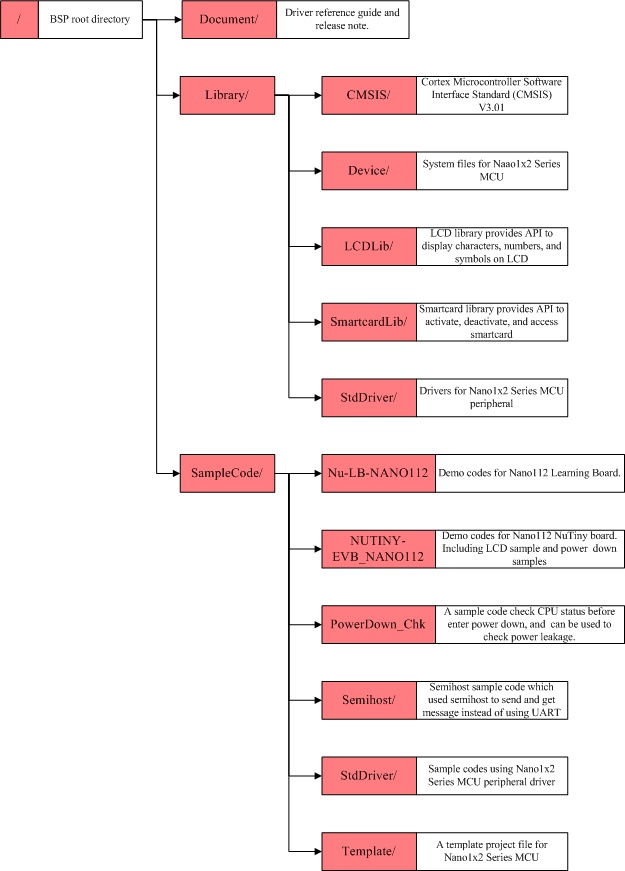 /
BSP root directory
Document/
Driver reference guide and
release note.
Library/
CMSIS/
Cortex Microcontroller Software
Interface Standard (CMSIS)
V3.01
Device/
System files for Naao1x2 Series
MCU
LCDLib/
LCD library provides API to
display characters, numbers, and
symbols on LCD
SmartcardLib/
Smartcard library provides API to
activate, deactivate, and access
smartcard
StdDriver/
Drivers for Nano1x2 Series MCU
peripheral
SampleCode/
Nu-LB-NANO112
Demo codes for Nano112 Learning Board.
NUTINY-
EVB_NANO112
Demo codes for Nano112 NuTiny board.
Including LCD sample and power down
samples
PowerDown_Chk
A sample code check CPU status before
enter power down, and can be used to
check power leakage.
Semihost/
Semihost sample code which
used semihost to send and get
message instead of using UART
StdDriver/
Sample codes using Nano1x2
Series MCU peripheral driver
Template/
A template project file for
Nano1x2 Series MCU